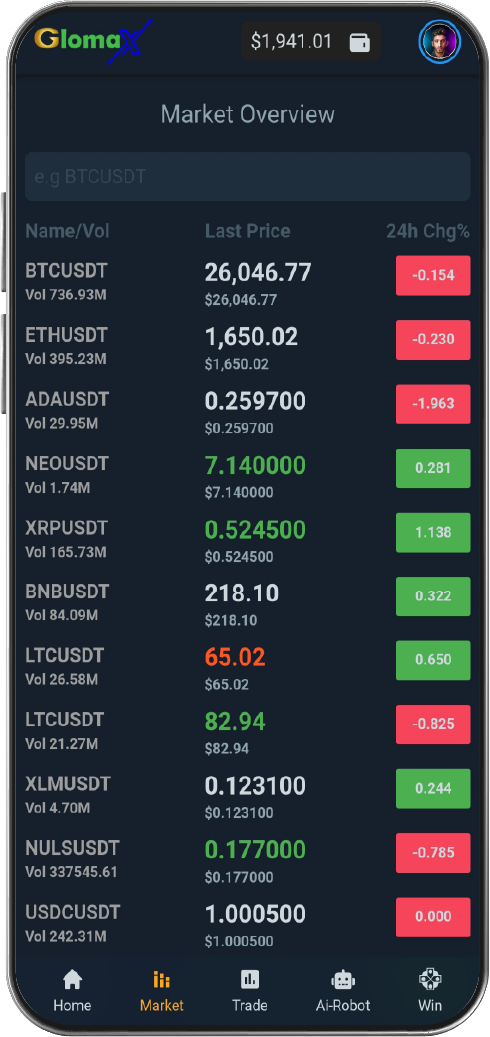 GlomaX
$1,941.01
Market Overview
e.g BTCUSDT
Name/Vol Last Price 24h Chg%
BTCUSDT 26,046.77 -0.154
Vol 736.93M $26,046.77
ETHUSDT 1,650.02 -0.230
Vol 395.23M $1,650.02
ADAUSDT 0.259700 -1.963
Vol 29.95M $0.259700
NEOUSDT 7.140000 0.281
Vol 1.74M $7.140000
XRPUSDT 0.524500 1.138
Vol 165.73M $0.524500
BNBUSDT 218.10 0.322
Vol 84.09M $218.10
LTCUSDT 65.02 0.650
Vol 26.58M $65.02
LTCUSDT 82.94 -0.825
Vol 21.27M $82.94
XLMUSDT 0.123100 0.244
Vol 4.70M $0.123100
NULSUSDT 0.177000 -0.785
Vol 337545.61 $0.177000
USDCUSDT 1.000500 0.000
Vol 242.31M $1.000500
Home Market Trade Ai-Robot Win